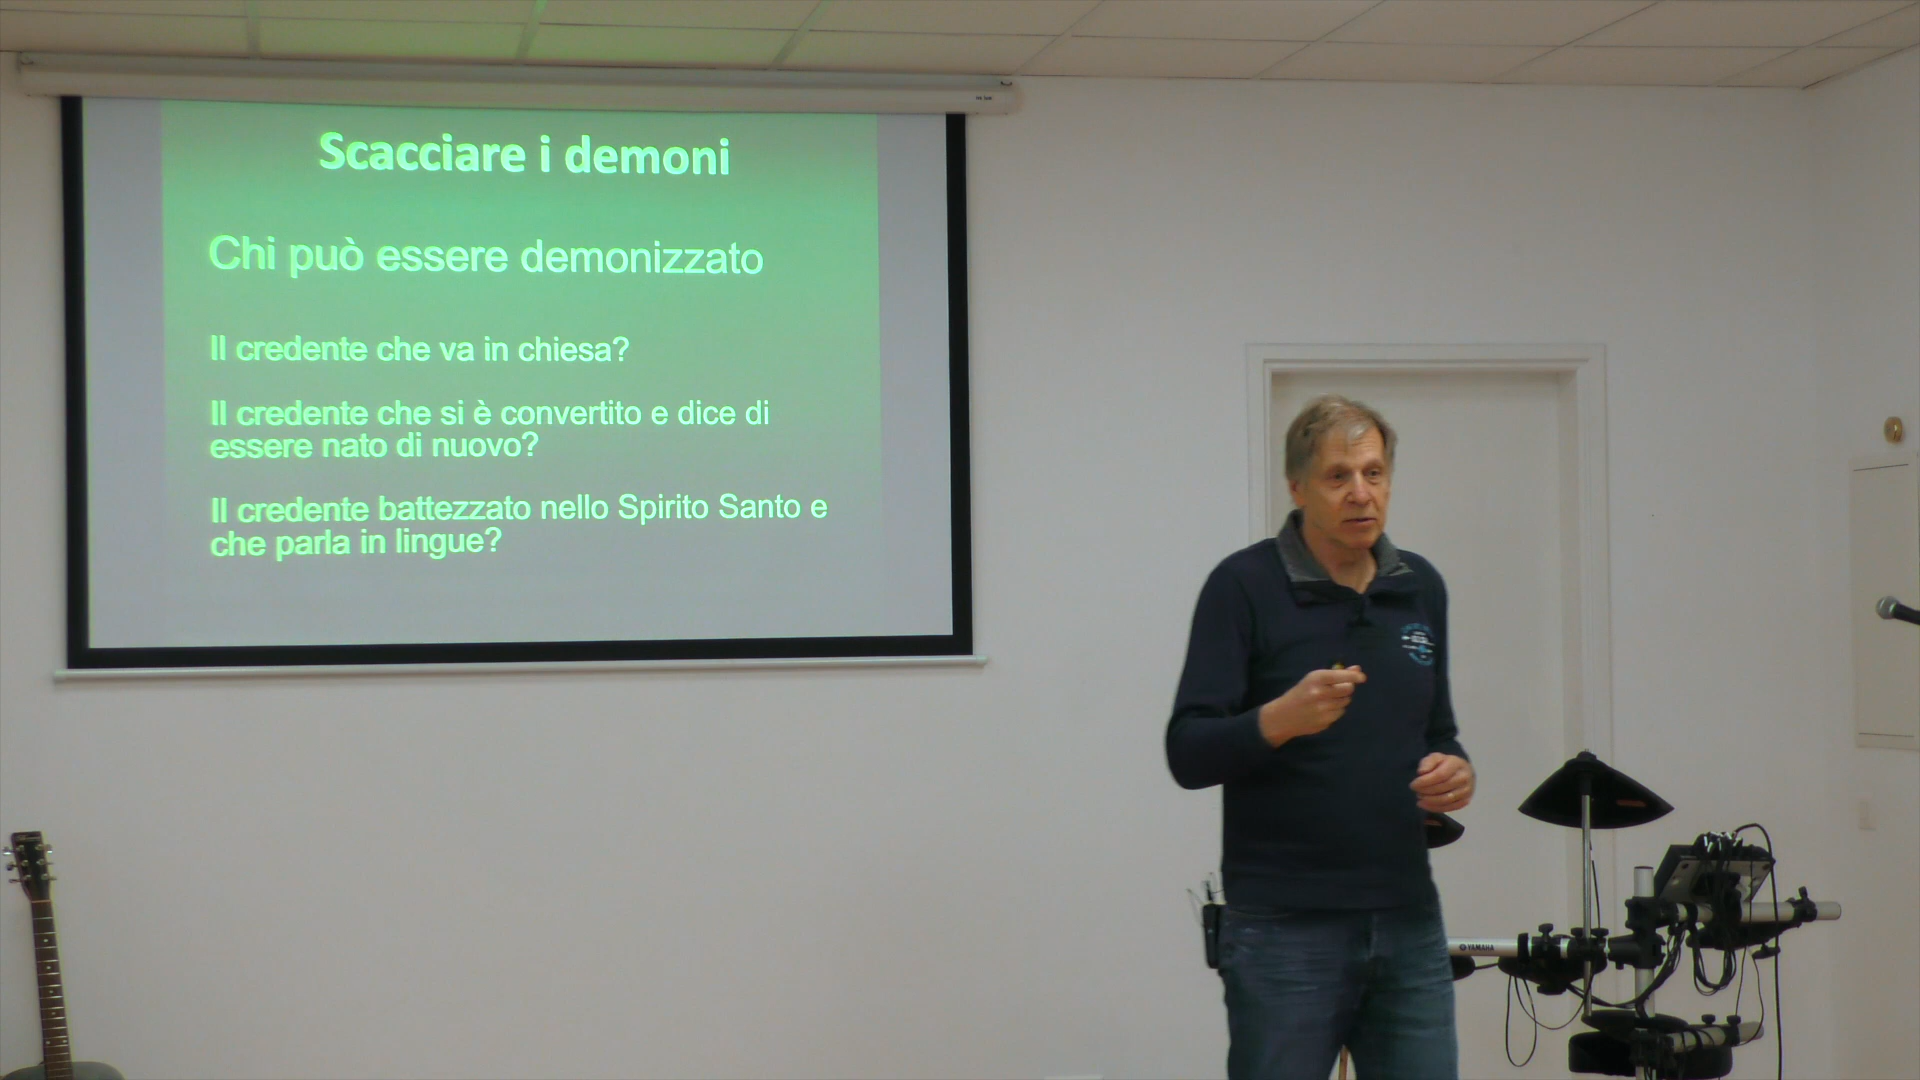 Scacciare i demoni
Chi può essere demonizzato
Il credente che va in chiesa?
Il credente che si è convertito e dice di
essere nato di nuovo?
Il credente battezzato nello Spirito Santo e
che parla in lingue?
YAMAHA